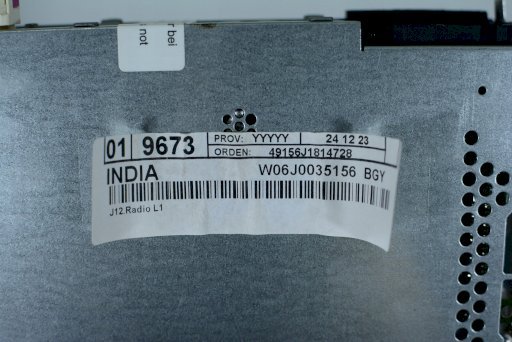 r bei
not
01 9673 PROV: YYYYY 24 12 23
ORDEN: 49156J1814728
INDIA W06J0035156 BGY
J12.Radio L1